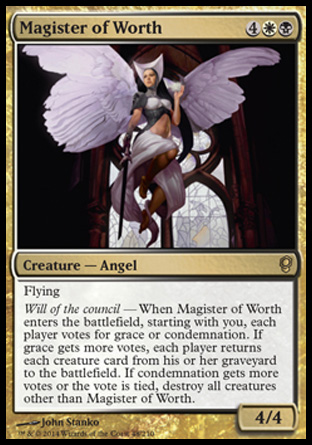 Magister of Worth 4
Creature — Angel
Flying
Will of the council — When Magister of Worth
enters the battlefield, starting with you, each
player votes for grace or condemnation. If
grace gets more votes, each player returns
each creature card from his or her graveyard
to the battlefield. If condemnation gets more
votes or the vote is tied, destroy all creatures
other than Magister of Worth.
John Stanko
4/4
™ & © 2014 Wizards of the Coast